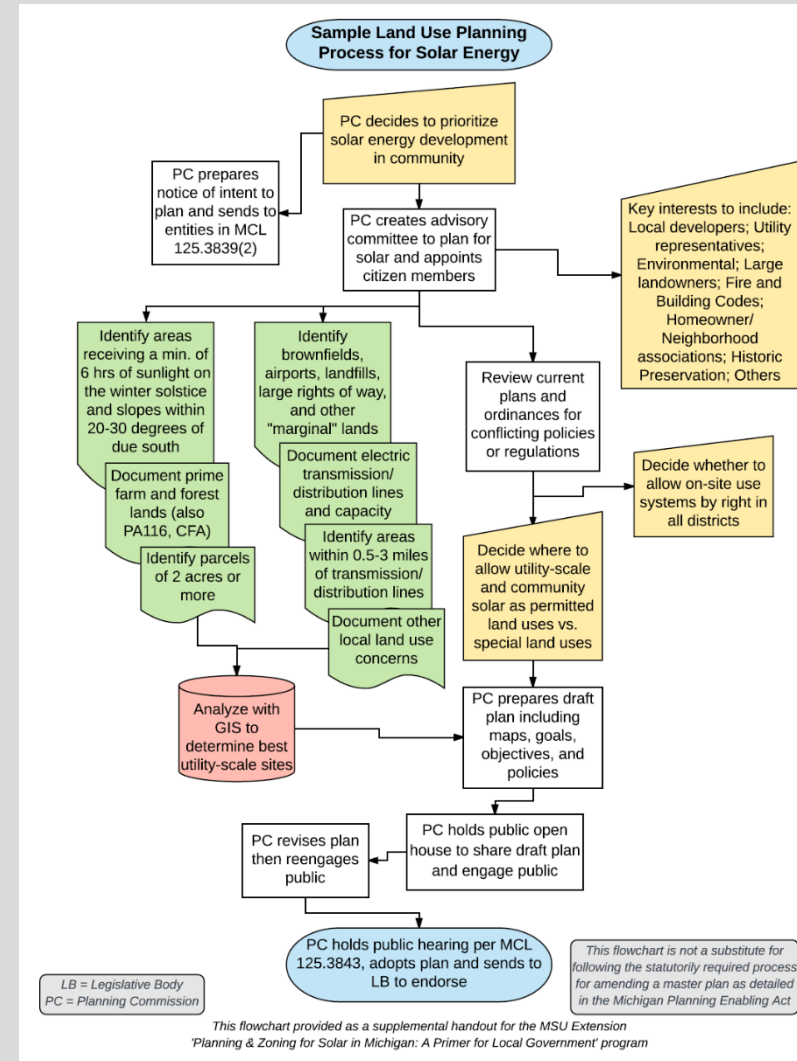 Sample Land Use Planning
Process for Solar Energy
PC decides to prioritize
solar energy development
in community
PC prepares
notice of intent to
plan and sends to
entities in MCL
125.3839(2)
PC creates advisory
committee to plan for
solar and appoints
citizen members
Key interests to include:
Local developers; Utility
representatives;
Environmental; Large
landowners; Fire and
Building Codes;
Homeowner/
Neighborhood
associations; Historic
Preservation; Others
Identify areas
receiving a min. of
6 hrs of sunlight on
the winter solstice
and slopes within
20-30 degrees of
due south
Document prime
farm and forest
lands (also
PA116, CFA)
Identify parcels
of 2 acres or
more
Identify
brownfields,
airports, landfills,
large rights of way,
and other
"marginal" lands
Document electric
transmission/
distribution lines
and capacity
Identify areas
within 0.5-3 miles
of transmission/
distribution lines
Document other
local land use
concerns
Review current
plans and
ordinances for
conflicting policies
or regulations
Decide whether to
allow on-site use
systems by right in
all districts
Decide where to
allow utility-scale
and community
solar as permitted
land uses vs.
special land uses
Analyze with
GIS to
determine best
utility-scale sites
PC prepares draft
plan including
maps, goals,
objectives, and
policies
PC holds public open
house to share draft plan
and engage public
PC revises plan
then reengages
public
PC holds public hearing per MCL
125.3843, adopts plan and sends to
LB to endorse
LB = Legislative Body
PC = Planning Commission
This flowchart is not a substitute for
following the statutorily required process
for amending a master plan as detailed
in the Michigan Planning Enabling Act
This flowchart provided as a supplemental handout for the MSU Extension
'Planning & Zoning for Solar in Michigan: A Primer for Local Government' program